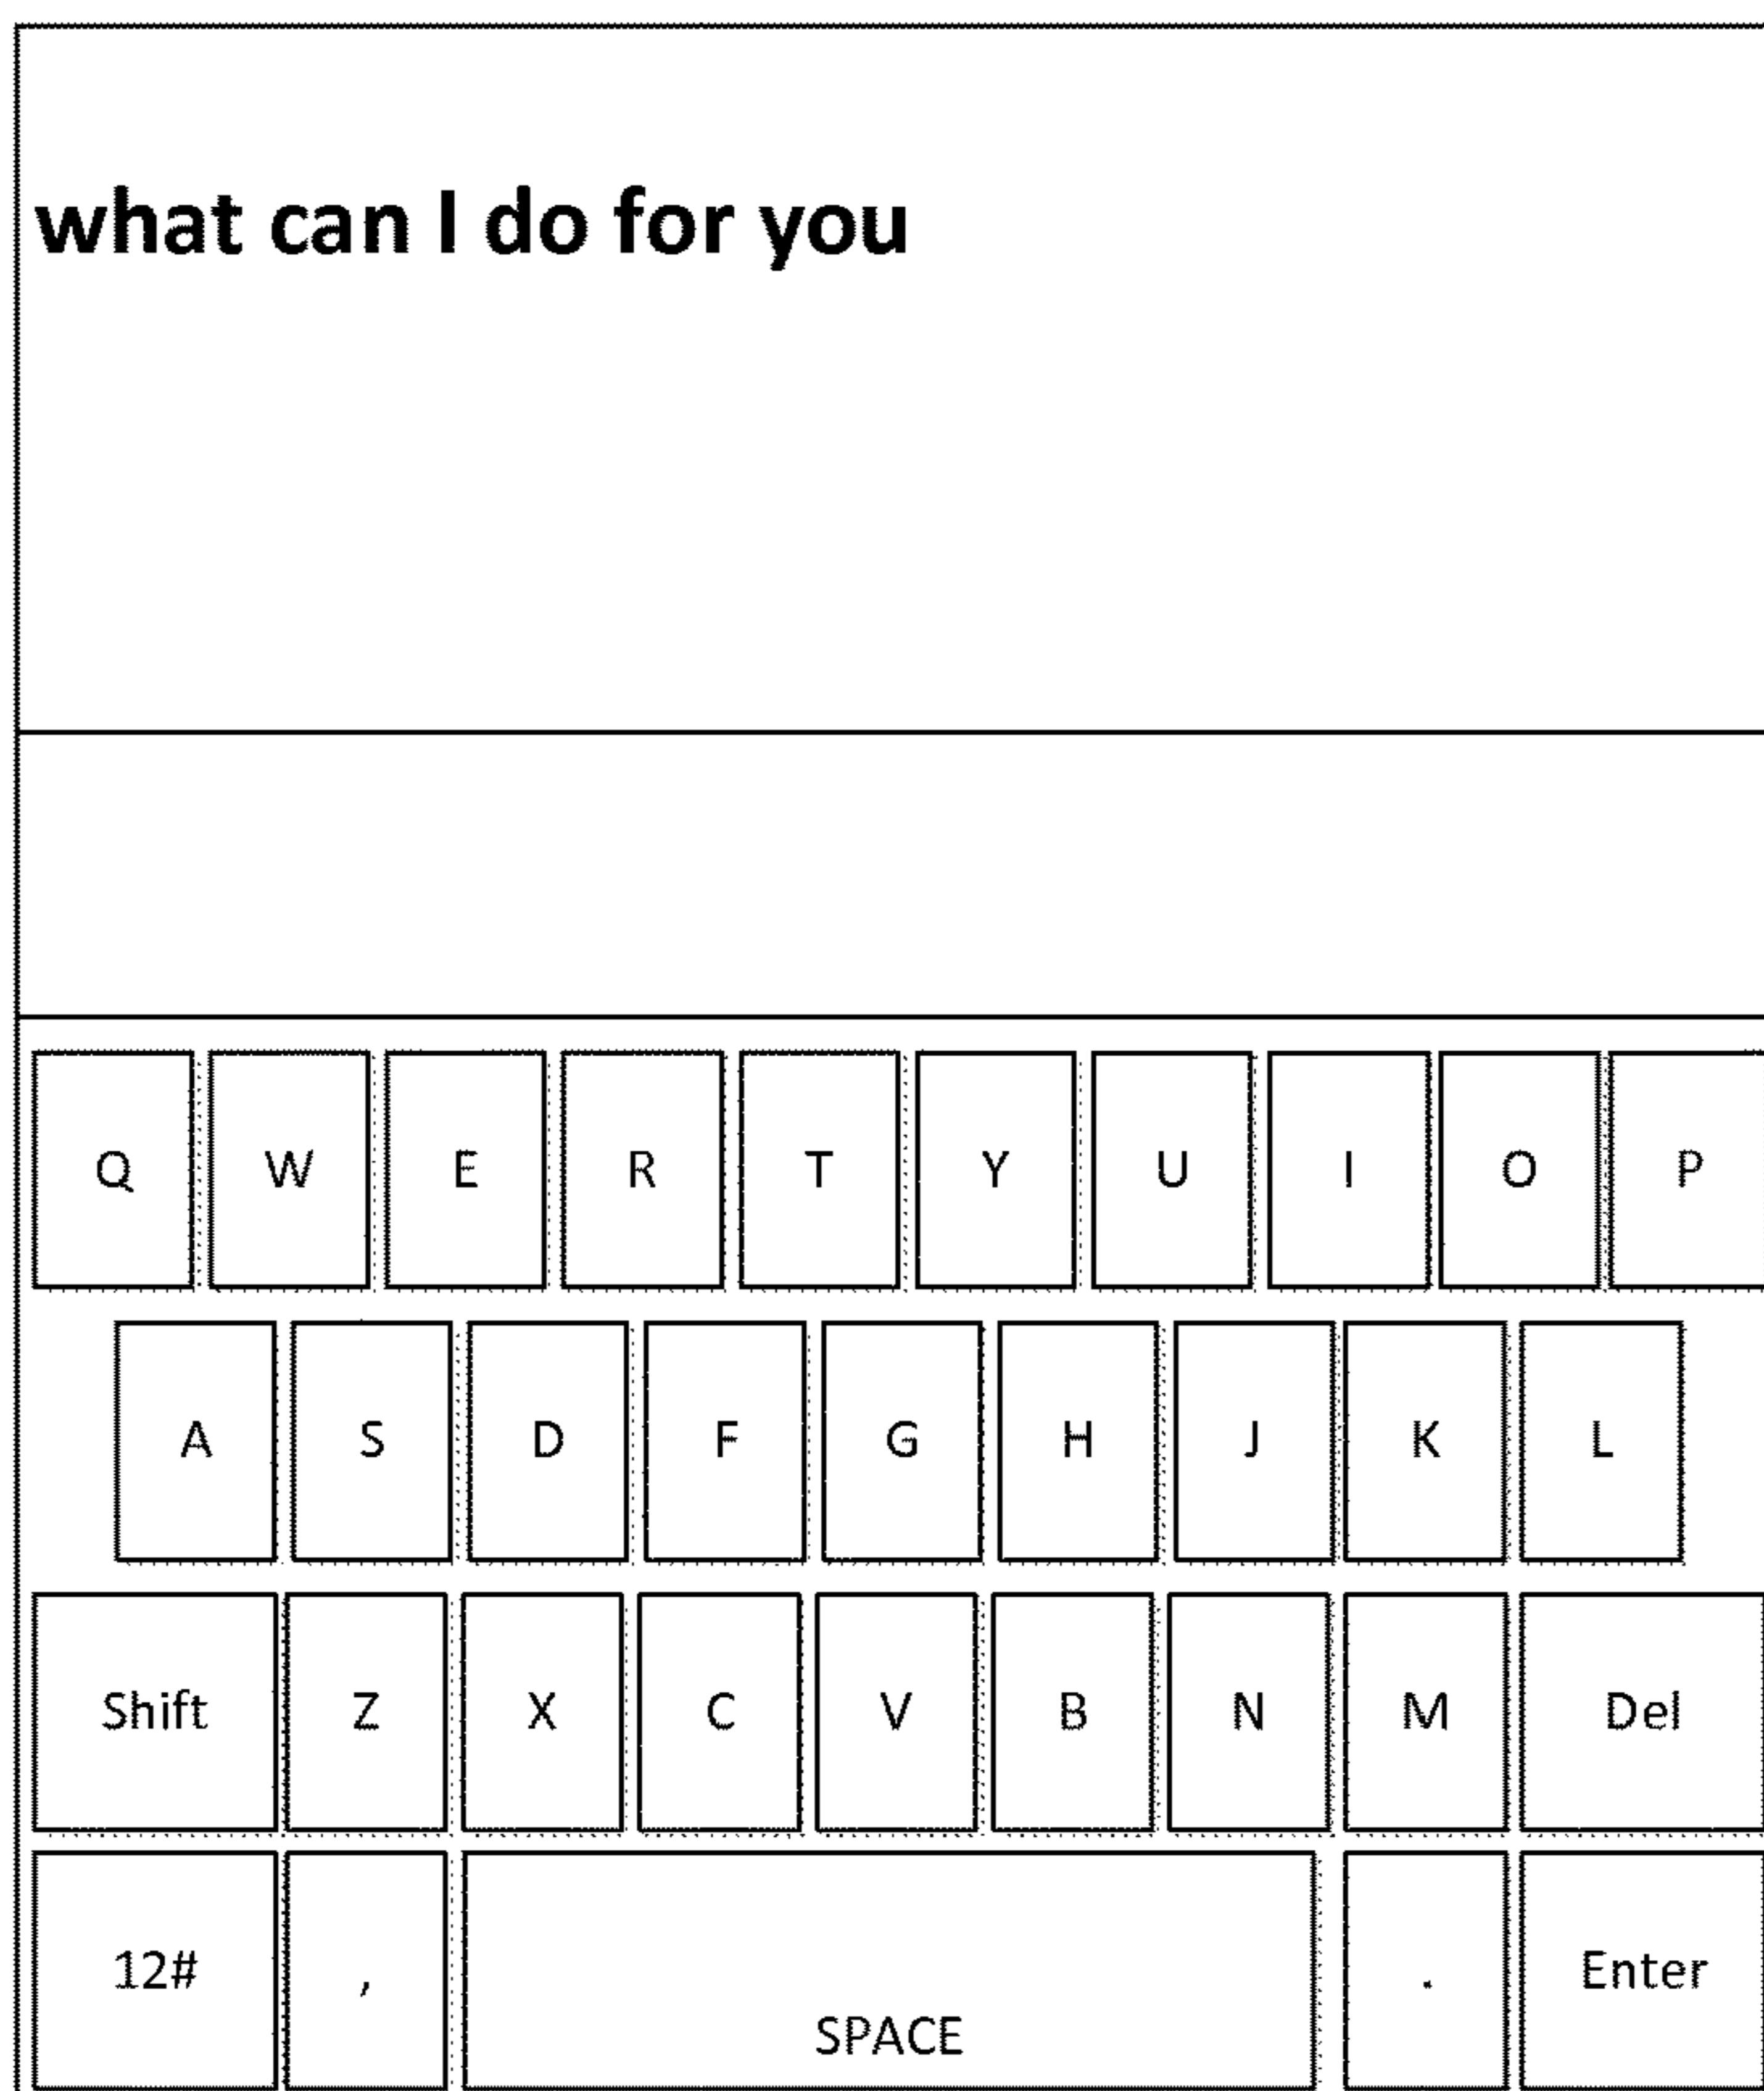 what can I do for you
Q W E R T Y U I O P
A S D F G H J K L
Shift Z X C V B N M Del
12# , SPACE . Enter